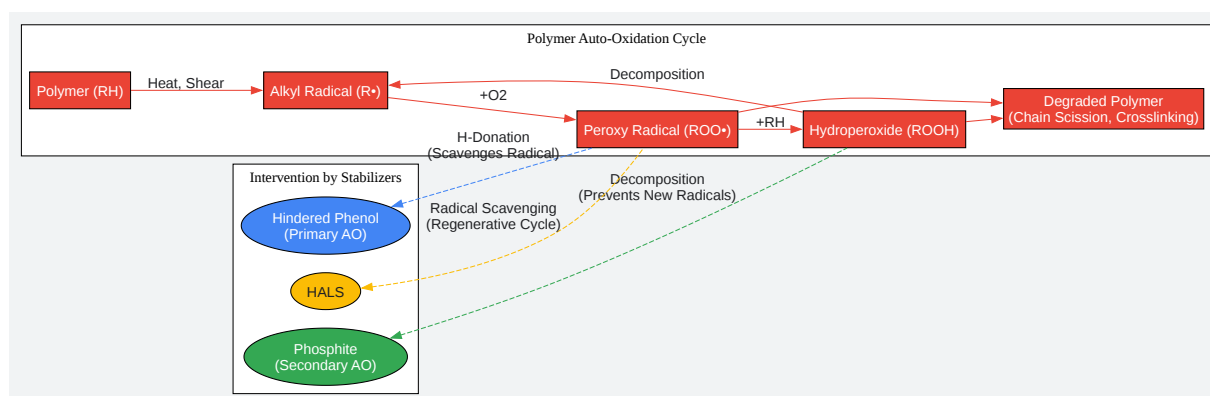 Polymer Auto-Oxidation Cycle
Polymer (RH)
Heat, Shear
Alkyl Radical (R•)
+O2
Decomposition
Peroxy Radical (ROO•)
+RH
Hydroperoxide (ROOH)
Degraded Polymer
(Chain Scission, Crosslinking)
H-Donation
(Scavenges Radical)
Intervention by Stabilizers
Hindered Phenol
(Primary AO)
Radical Scavenging
(Regenerative Cycle)
Decomposition
(Prevents New Radicals)
HALS
Phosphite
(Secondary AO)